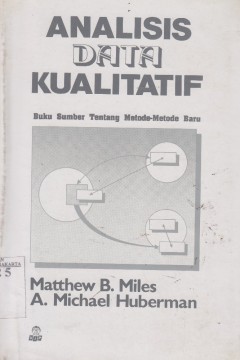 ANALISIS
DATA
KUALITATIF
Buku Sumber Tentang Metode-Metode Baru
Matthew B. Miles
A. Michael Huberman